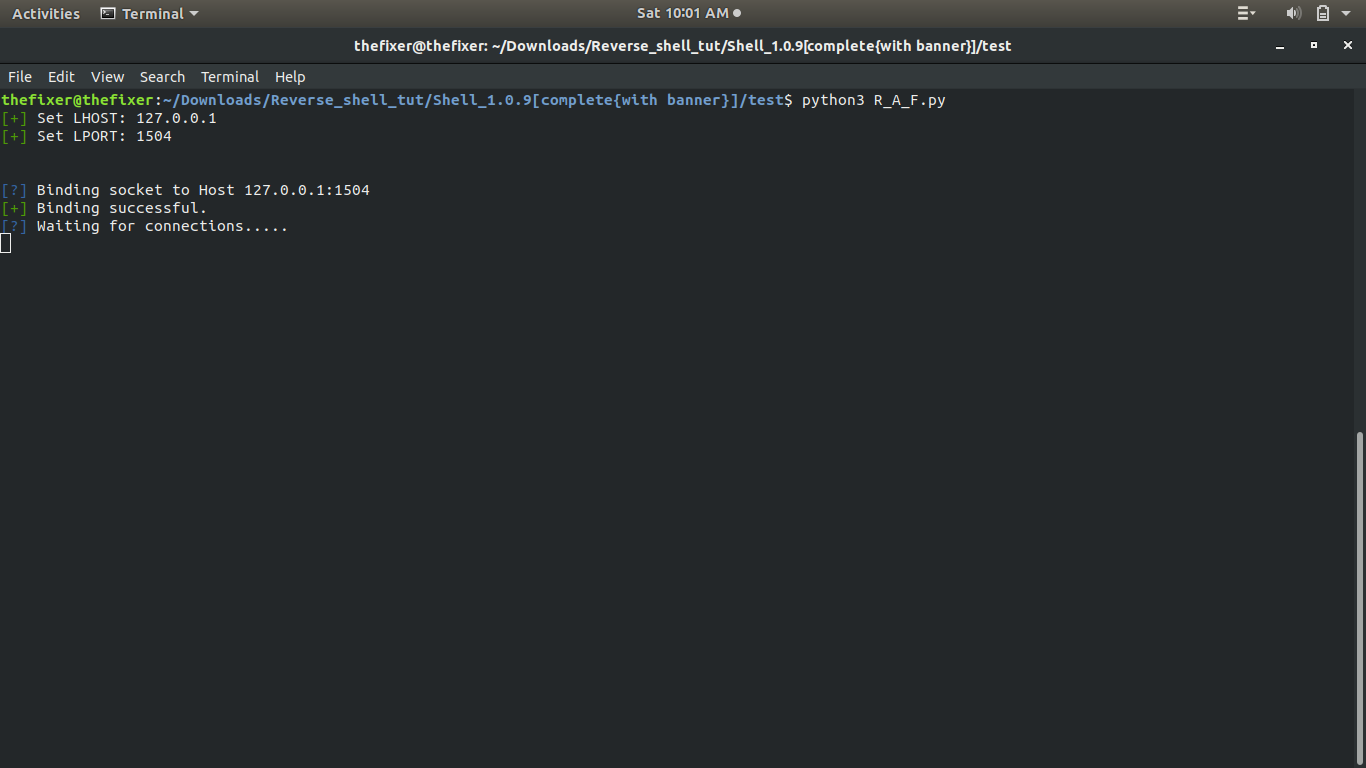 Activities Terminal Sat 10:01 AM
thefixer@thefixer: ~/Downloads/Reverse_shell_tut/Shell_1.0.9[complete{with banner}]/test
File Edit View Search Terminal Help
thefixer@thefixer:~/Downloads/Reverse_shell_tut/Shell_1.0.9[complete{with banner}]/test$ python3 R_A_F.py
[+] Set LHOST: 127.0.0.1
[+] Set LPORT: 1504
[?] Binding socket to Host 127.0.0.1:1504
[+] Binding successful.
[?] Waiting for connections.....